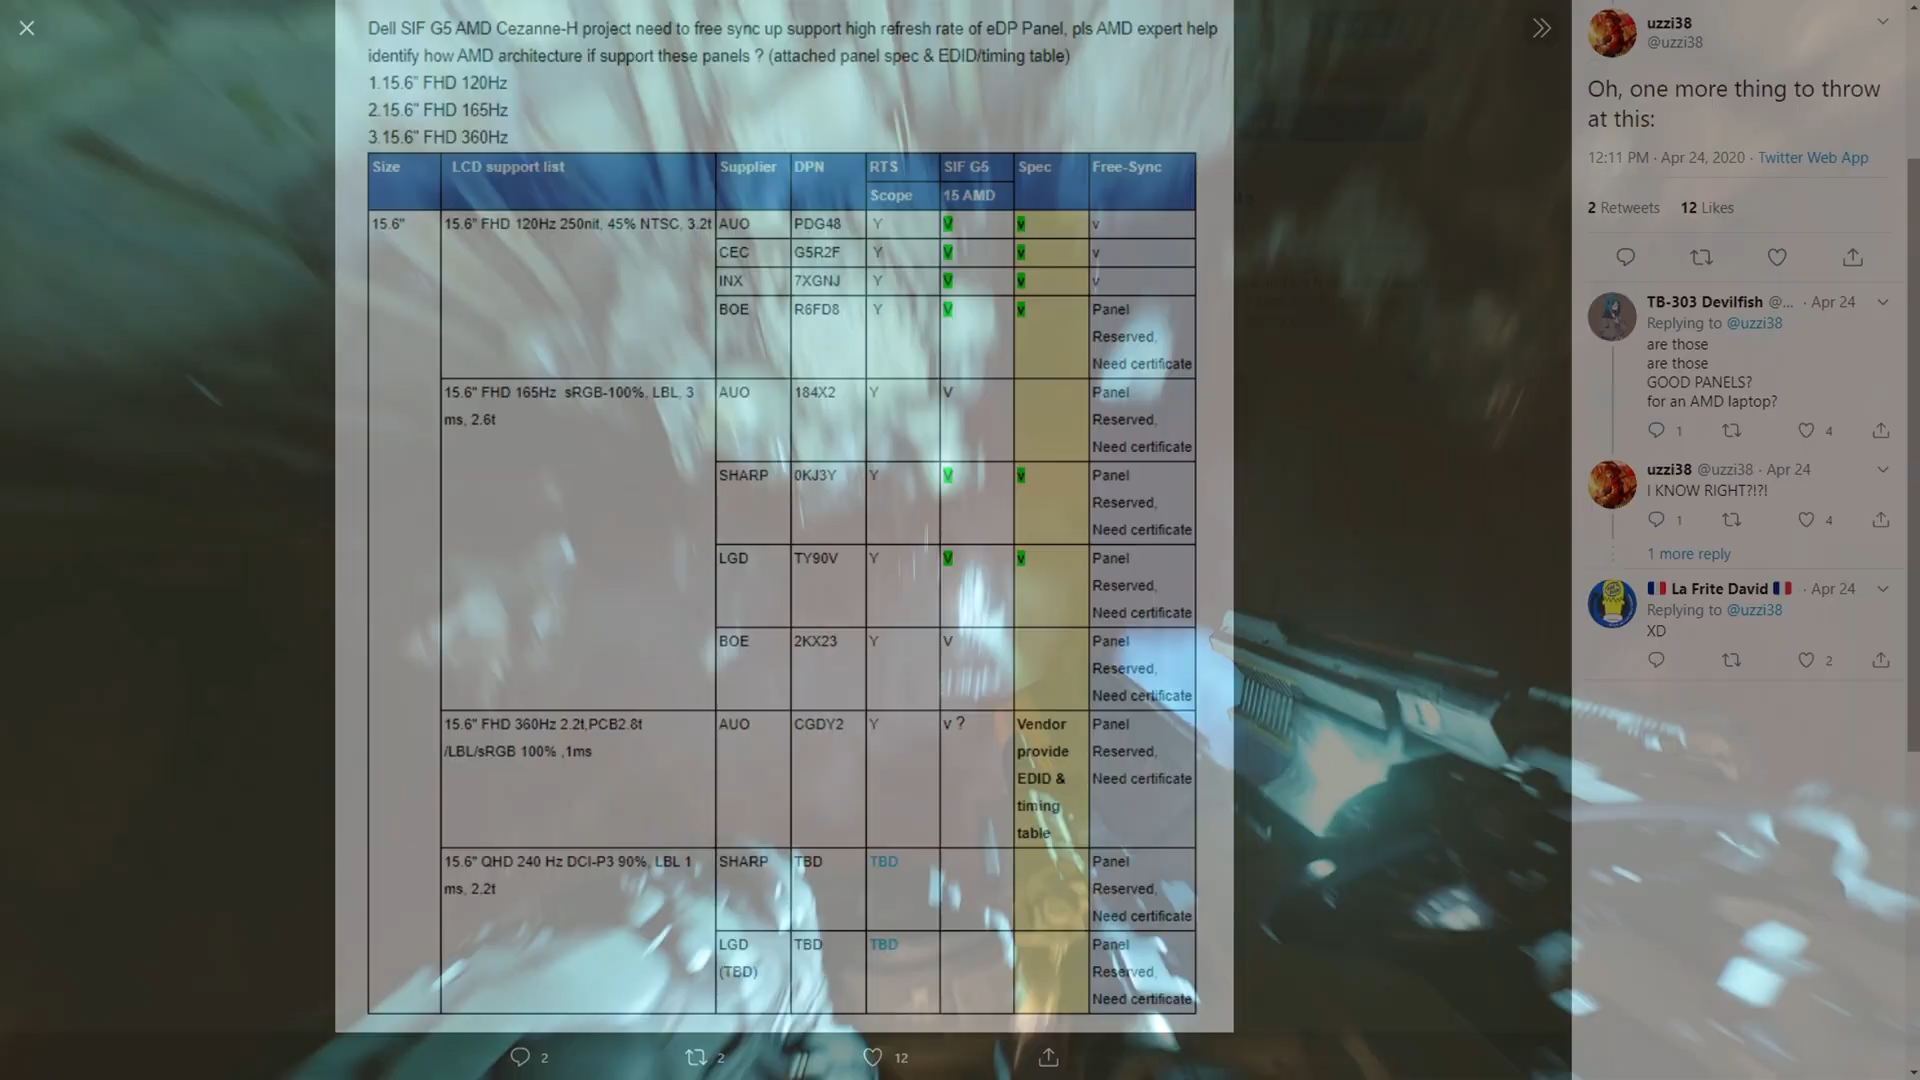 Dell SIF G5 AMD Cezanne-H project need to free sync up support high refresh rate of eDP Panel, pls AMD expert help
identify how AMD architecture if support these panels ? (attached panel spec & EDID/timing table)
1.15.6" FHD 120Hz
2.15.6" FHD 165Hz
3.15.6" FHD 360Hz
Size LCD support list Supplier DPN RTS SIF G5 Spec Free-Sync
Scope 15 AMD
15.6" 15.6" FHD 120Hz 250nit, 45% NTSC, 3.2t AUO PDG48 Y V v v
CEC G5R2F Y V v v
INX 7XGNJ Y V v v
BOE R6FD8 Y V v Panel
Reserved,
Need certificate
15.6" FHD 165Hz sRGB-100%, LBL, 3 AUO 184X2 Y V Panel
ms, 2.6t Reserved,
Need certificate
SHARP 0KJ3Y Y V v Panel
Reserved,
Need certificate
LGD TY90V Y V v Panel
Reserved,
Need certificate
BOE 2KX23 Y V Panel
Reserved,
Need certificate
15.6" FHD 360Hz 2.2t,PCB2.8t AUO CGDY2 Y v ? Vendor Panel
/LBL/sRGB 100% ,1ms provide Reserved,
EDID & Need certificate
timing
table
15.6" QHD 240 Hz DCI-P3 90%, LBL 1 SHARP TBD TBD Panel
ms, 2.2t Reserved,
Need certificate
LGD TBD TBD Panel
(TBD) Reserved,
Need certificate
2 2 12
uzzi38
@uzzi38
Oh, one more thing to throw
at this:
12:11 PM · Apr 24, 2020 · Twitter Web App
2 Retweets 12 Likes
TB-303 Devilfish @... · Apr 24
Replying to @uzzi38
are those
are those
GOOD PANELS?
for an AMD laptop?
1 4
uzzi38 @uzzi38 · Apr 24
I KNOW RIGHT?!?!
1 4
1 more reply
La Frite David · Apr 24
Replying to @uzzi38
XD
2